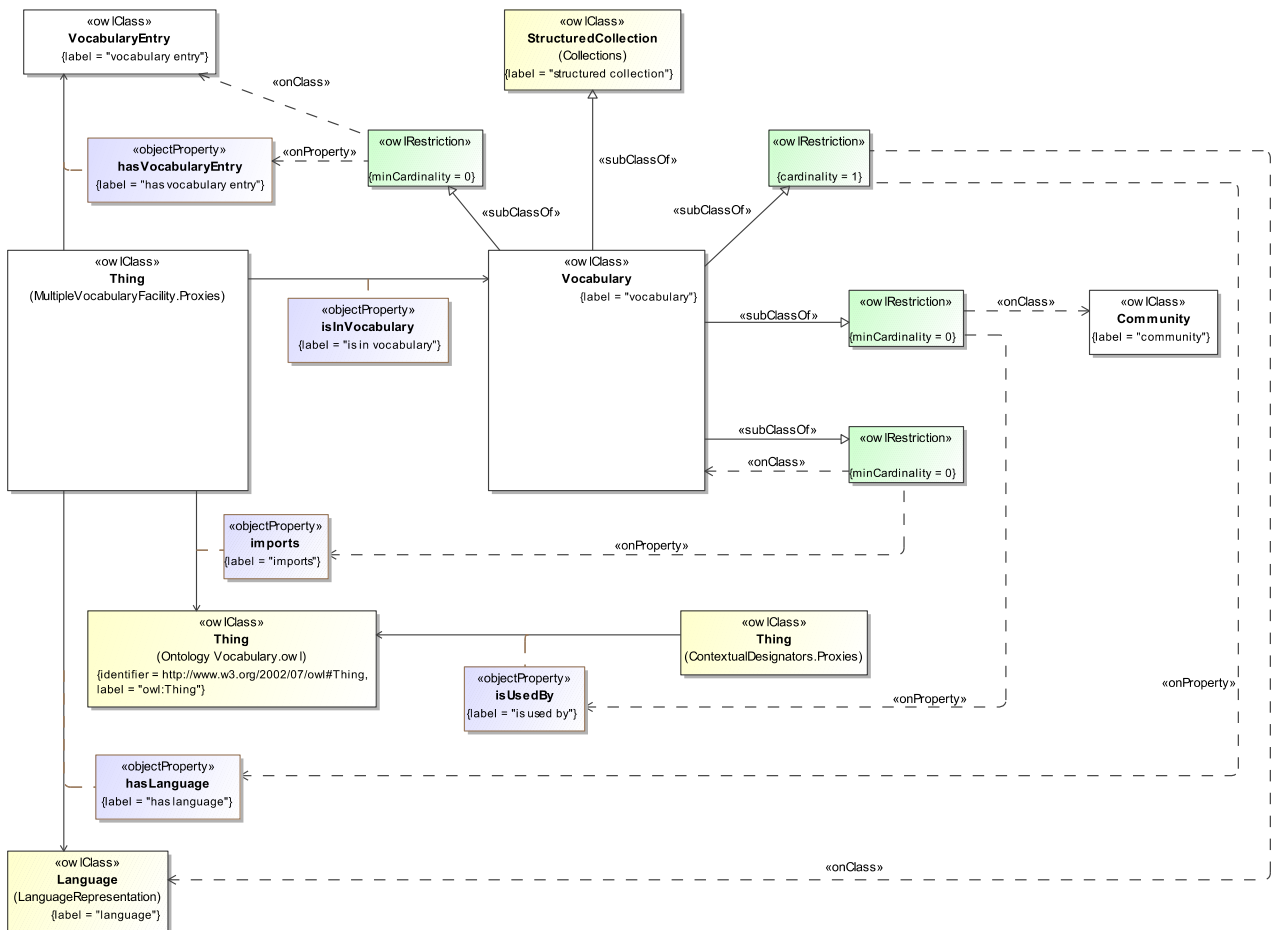 «owlClass»
VocabularyEntry
{label = "vocabulary entry"}
«owlClass»
StructuredCollection
(Collections)
{label = "structured collection"}
«onClass»
«objectProperty»
hasVocabularyEntry
{label = "has vocabulary entry"}
«onProperty»
«owlRestriction»
{minCardinality = 0}
«subClassOf»
«owlRestriction»
{cardinality = 1}
«subClassOf»
«subClassOf»
«owlClass»
Thing
(MultipleVocabularyFacility.Proxies)
«owlClass»
Vocabulary
{label = "vocabulary"}
«objectProperty»
isInVocabulary
{label = "is in vocabulary"}
«subClassOf»
«owlRestriction»
{minCardinality = 0}
«onClass»
«owlClass»
Community
{label = "community"}
«subClassOf»
«onClass»
«owlRestriction»
{minCardinality = 0}
«objectProperty»
imports
{label = "imports"}
«onProperty»
«owlClass»
Thing
(Ontology Vocabulary.owl)
{identifier = http://www.w3.org/2002/07/owl#Thing,
label = "owl:Thing"}
«owlClass»
Thing
(ContextualDesignators.Proxies)
«objectProperty»
isUsedBy
{label = "is used by"}
«onProperty»
«onProperty»
«objectProperty»
hasLanguage
{label = "has language"}
«owlClass»
Language
(LanguageRepresentation)
{label = "language"}
«onClass»